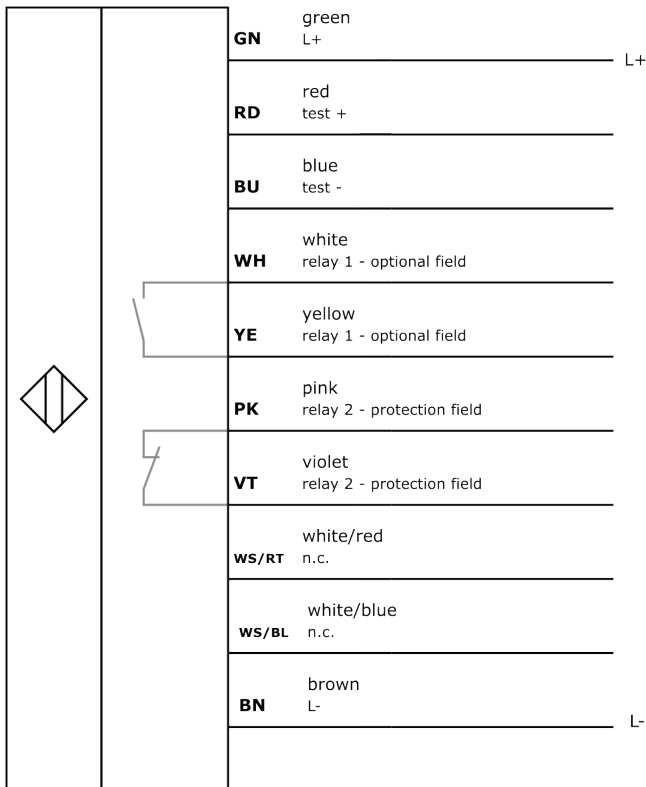 green
GN L+
L+
red
RD test +
blue
BU test -
white
WH relay 1 - optional field
yellow
YE relay 1 - optional field
pink
PK relay 2 - protection field
violet
VT relay 2 - protection field
white/red
WS/RT n.c.
white/blue
WS/BL n.c.
brown
BN L-
L-